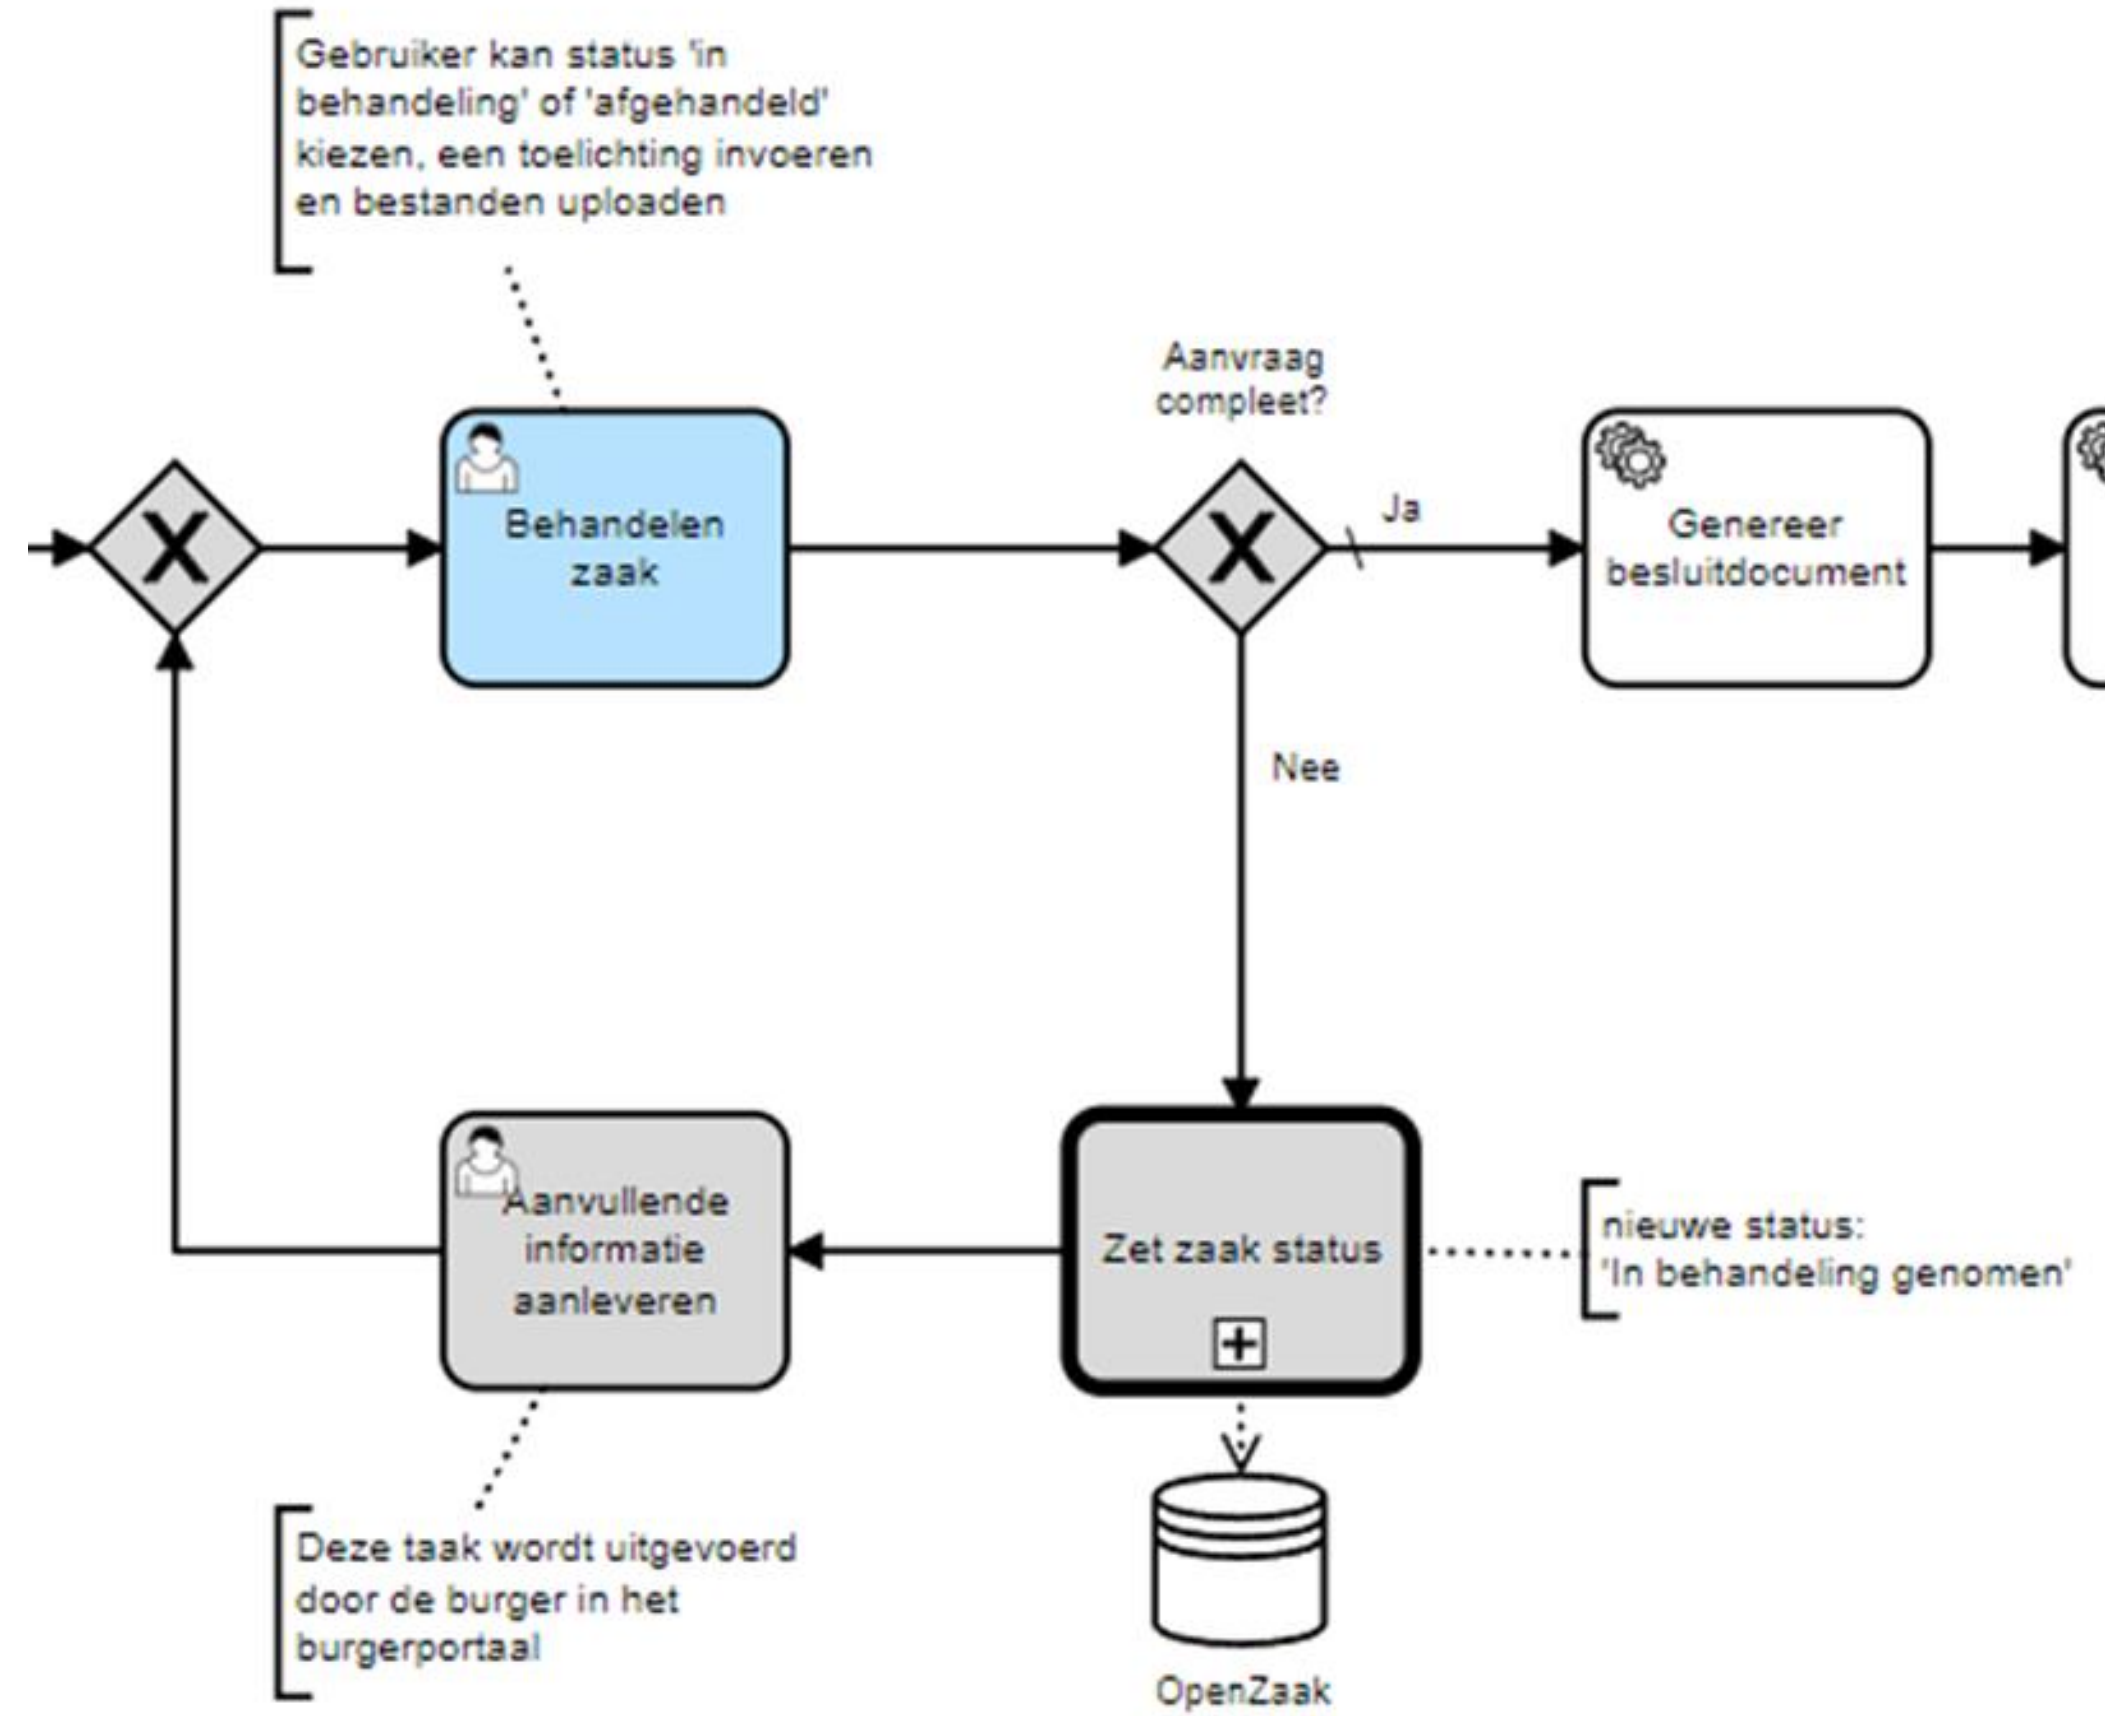 Gebruiker kan status 'in
behandeling' of 'afgehandeld'
kiezen, een toelichting invoeren
en bestanden uploaden
Aanvraag
compleet?
Behandelen
zaak
Ja
Genereer
besluitdocument
Nee
Aanvullende
informatie
aanleveren
Zet zaak status
nieuwe status:
'In behandeling genomen'
Deze taak wordt uitgevoerd
door de burger in het
burgerportaal
OpenZaak